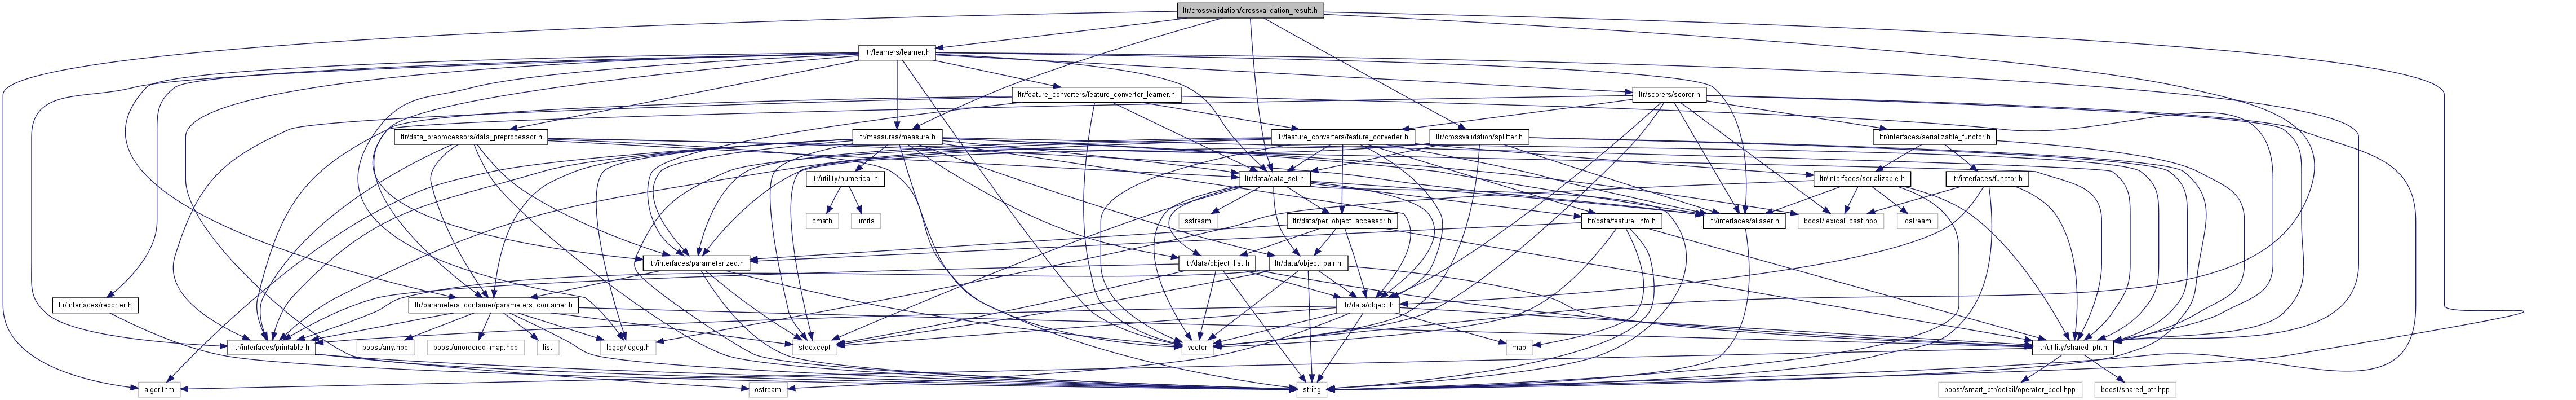 ltr/crossvalidation/crossvalidation_result.h
ltr/learners/learner.h
ltr/feature_converters/feature_converter_learner.h
ltr/scorers/scorer.h
ltr/data_preprocessors/data_preprocessor.h
ltr/measures/measure.h
ltr/feature_converters/feature_converter.h
ltr/crossvalidation/splitter.h
ltr/interfaces/serializable_functor.h
ltr/utility/numerical.h
ltr/data/data_set.h
ltr/interfaces/serializable.h
ltr/interfaces/functor.h
cmath
limits
sstream
ltr/data/per_object_accessor.h
ltr/data/feature_info.h
ltr/interfaces/aliaser.h
boost/lexical_cast.hpp
iostream
ltr/interfaces/parameterized.h
ltr/data/object_list.h
ltr/data/object_pair.h
ltr/interfaces/reporter.h
ltr/parameters_container/parameters_container.h
ltr/data/object.h
ltr/interfaces/printable.h
boost/any.hpp
boost/unordered_map.hpp
list
logog/logog.h
stdexcept
vector
map
ltr/utility/shared_ptr.h
algorithm
ostream
string
boost/smart_ptr/detail/operator_bool.hpp
boost/shared_ptr.hpp